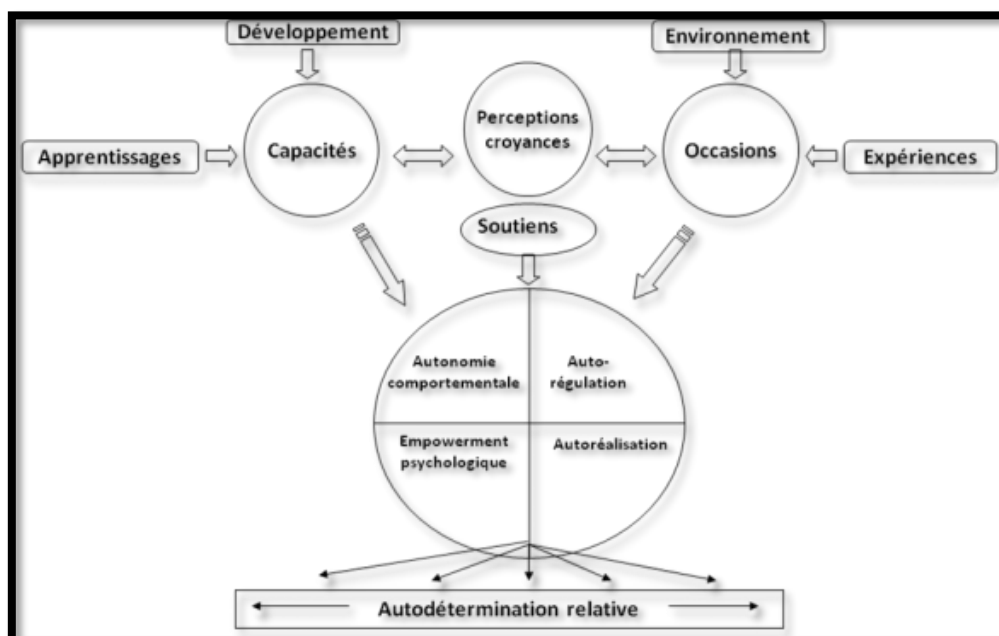 Développement
Environnement
Perceptions
croyances
Apprentissages
Capacités
Occasions
Expériences
Soutiens
Autonomie
comportementale
Auto-
régulation
Empowerment
psychologique
Autoréalisation
Autodétermination relative